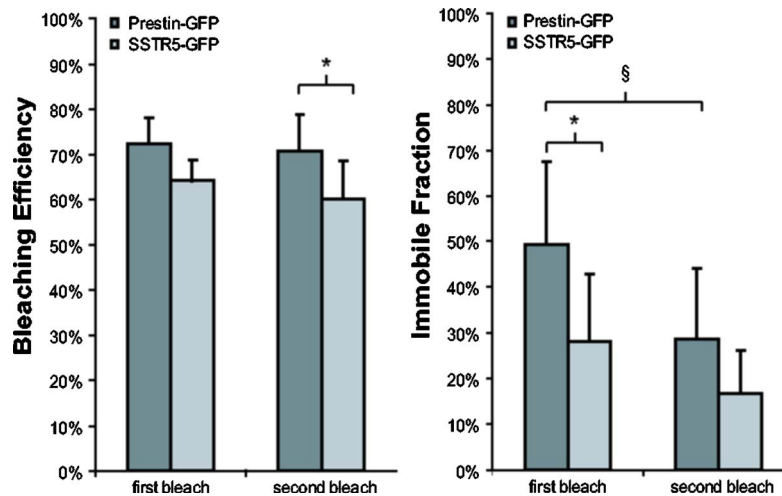 100%
90%
80%
70%
60%
50%
40%
30%
20%
10%
0%
Bleaching Efficiency
Prestin-GFP
SSTR5-GFP
*
first bleach
second bleach
100%
90%
80%
70%
60%
50%
40%
30%
20%
10%
0%
Immobile Fraction
Prestin-GFP
SSTR5-GFP
§
*
first bleach
second bleach